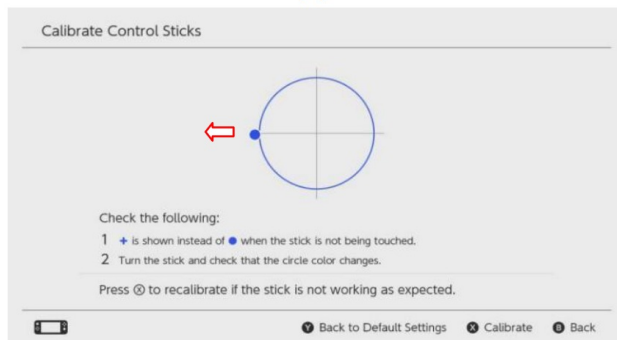 Calibrate Control Sticks
Check the following:
1 + is shown instead of ● when the stick is not being touched.
2 Turn the stick and check that the circle color changes.
Press Ⓧ to recalibrate if the stick is not working as expected.
Ⓨ Back to Default Settings Ⓧ Calibrate Ⓑ Back